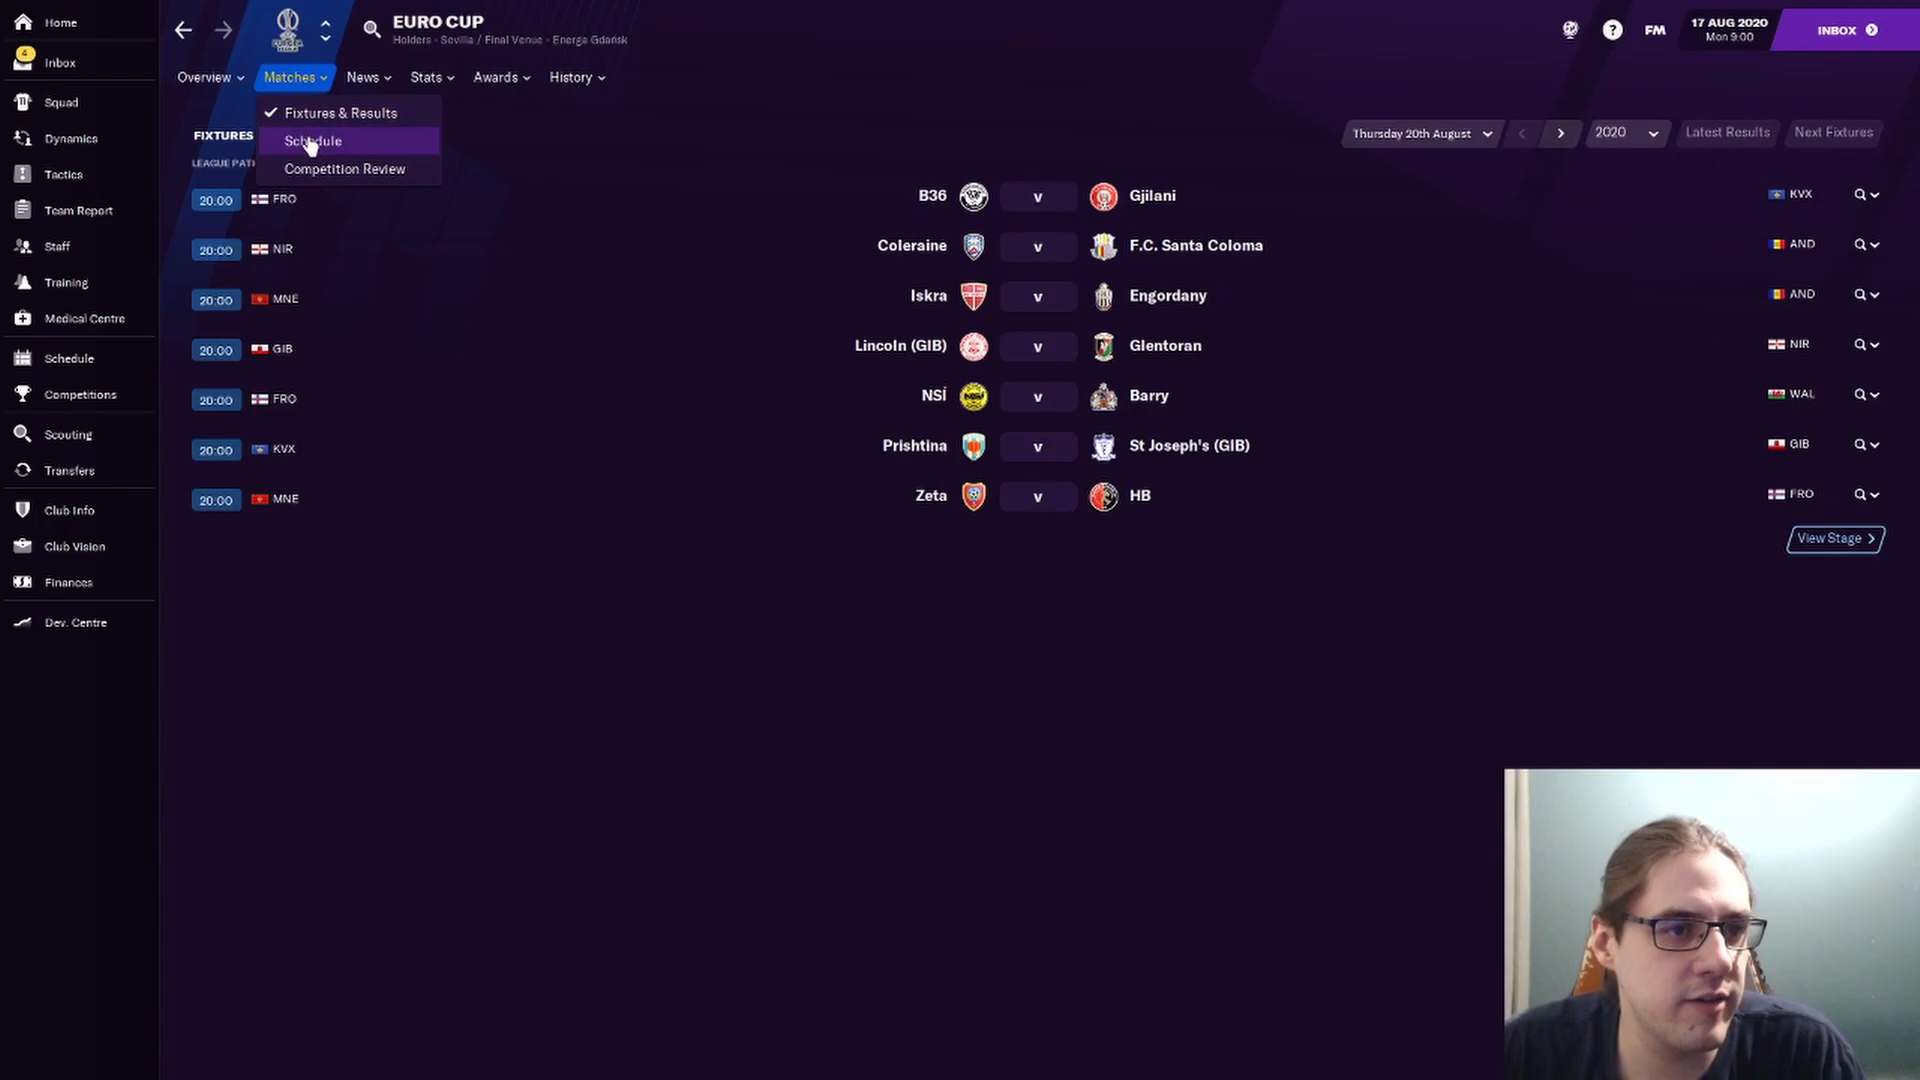 Home
EURO CUP
Holders - Sevilla / Final Venue - Energa Gdańsk
FM
17 AUG 2020
Mon 9:00
INBOX
4
Inbox
Overview
Matches
News
Stats
Awards
History
Squad
Dynamics
Tactics
Team Report
Staff
Training
Medical Centre
Schedule
Competitions
Scouting
Transfers
Club Info
Club Vision
Finances
Dev. Centre
Fixtures & Results
Schedule
Competition Review
FIXTURES
LEAGUE PATH
Thursday 20th August
2020
Latest Results
Next Fixtures
20:00 FRO B36 v Gjilani KVX
20:00 NIR Coleraine v F.C. Santa Coloma AND
20:00 MNE Iskra v Engordany AND
20:00 GIB Lincoln (GIB) v Glentoran NIR
20:00 FRO NSÍ v Barry WAL
20:00 KVX Prishtina v St Joseph's (GIB) GIB
20:00 MNE Zeta v HB FRO
View Stage